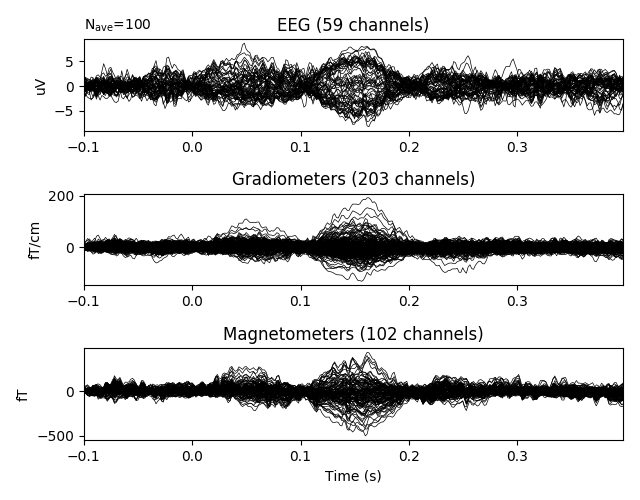 N_ave=100
EEG (59 channels)
5
0
−5
uV
−0.1 0.0 0.1 0.2 0.3
Gradiometers (203 channels)
200
0
fT/cm
−0.1 0.0 0.1 0.2 0.3
Magnetometers (102 channels)
0
−500
fT
−0.1 0.0 0.1 0.2 0.3
Time (s)